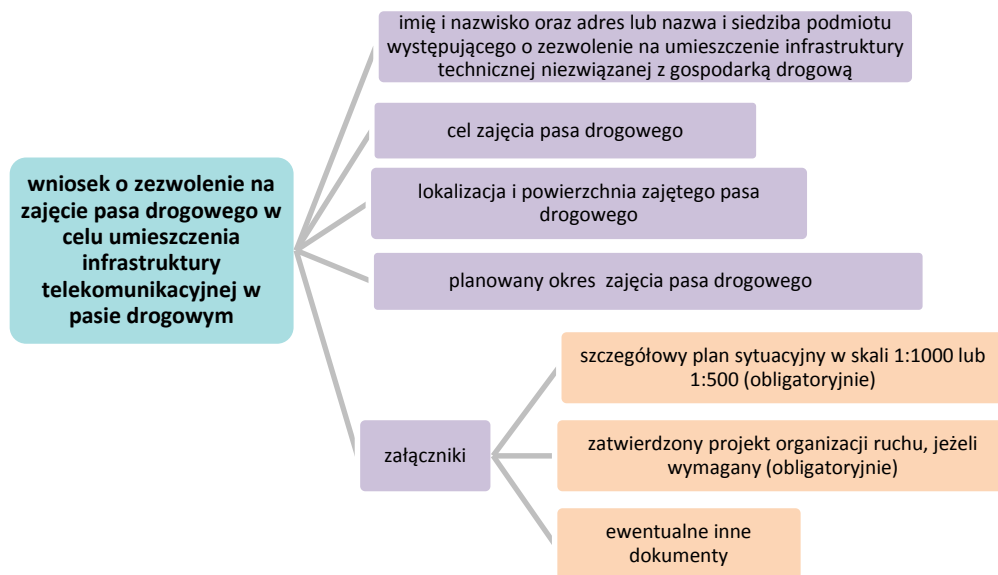 imię i nazwisko oraz adres lub nazwa i siedziba podmiotu
występującego o zezwolenie na umieszczenie infrastruktury
technicznej niezwiązanej z gospodarką drogową
cel zajęcia pasa drogowego
wniosek o zezwolenie na
zajęcie pasa drogowego w
celu umieszczenia
infrastruktury
telekomunikacyjnej w
pasie drogowym
lokalizacja i powierzchnia zajętego pasa
drogowego
planowany okres zajęcia pasa drogowego
załączniki
szczegółowy plan sytuacyjny w skali 1:1000 lub
1:500 (obligatoryjnie)
zatwierdzony projekt organizacji ruchu, jeżeli
wymagany (obligatoryjnie)
ewentualne inne
dokumenty